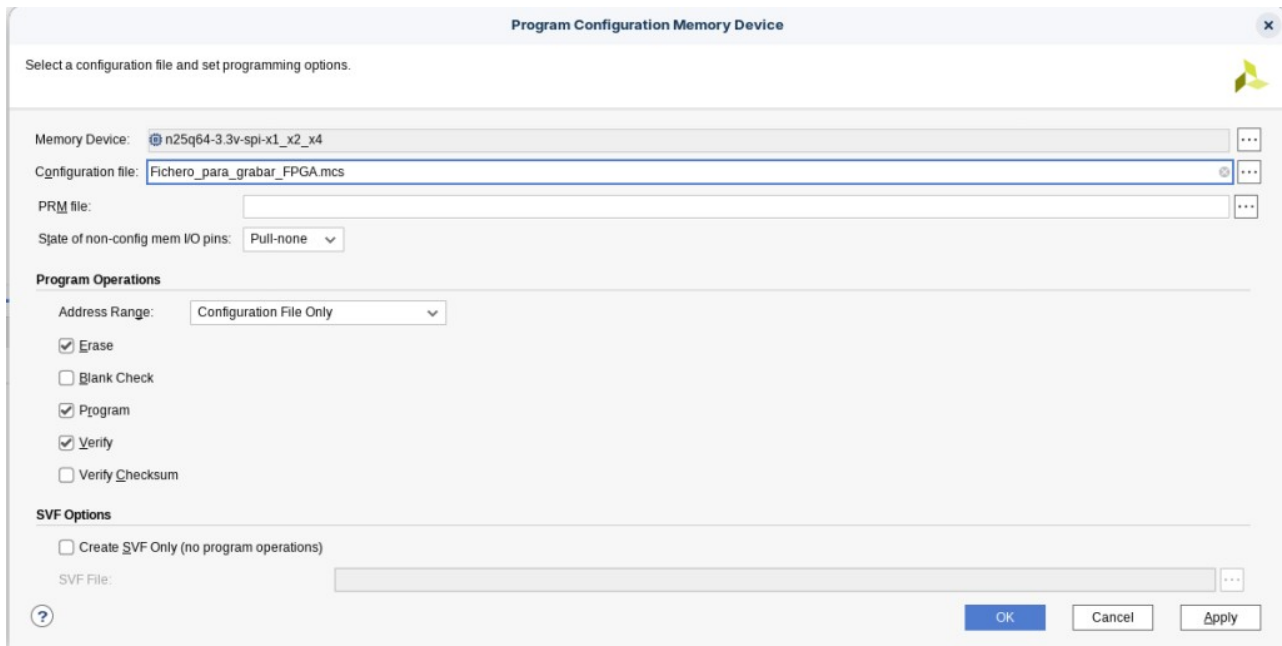 Program Configuration Memory Device
Select a configuration file and set programming options.
Memory Device: n25q64-3.3v-spi-x1_x2_x4 ...
Configuration file: Fichero_para_grabar_FPGA.mcs ...
PRM file: ...
State of non-config mem I/O pins: Pull-none
Program Operations
Address Range: Configuration File Only
Erase
Blank Check
Program
Verify
Verify Checksum
SVF Options
Create SVF Only (no program operations)
SVF File: ...
? OK Cancel Apply